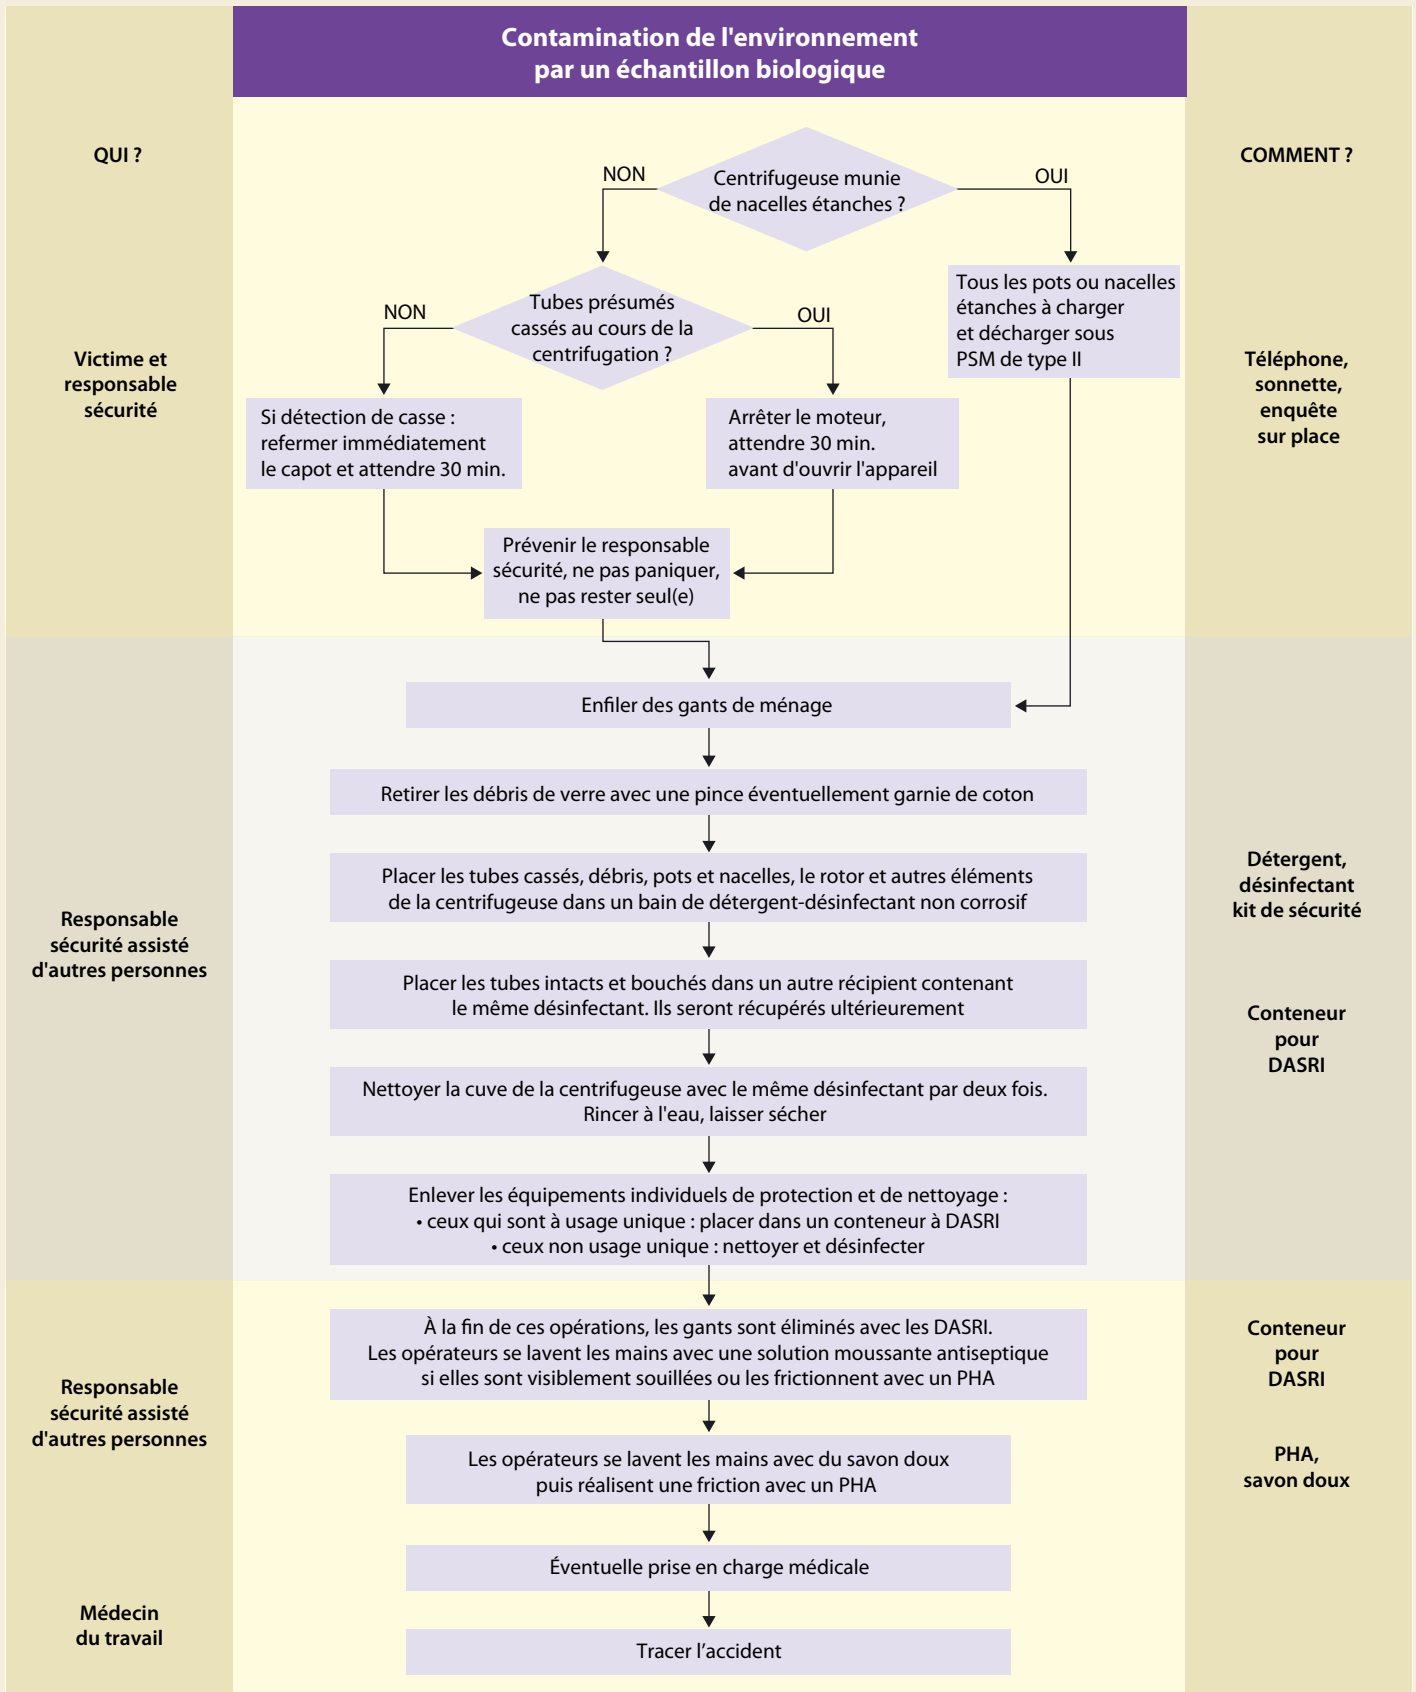 Contamination de l'environnement
par un échantillon biologique
QUI ?
COMMENT ?
Centrifugeuse munie
de nacelles étanches ?
NON
OUI
Tubes présumés
cassés au cours de la
centrifugation ?
NON
OUI
Tous les pots ou nacelles
étanches à charger
et décharger sous
PSM de type II
Victime et
responsable
sécurité
Téléphone,
sonnette,
enquête
sur place
Si détection de casse :
refermer immédiatement
le capot et attendre 30 min.
Arrêter le moteur,
attendre 30 min.
avant d'ouvrir l'appareil
Prévenir le responsable
sécurité, ne pas paniquer,
ne pas rester seul(e)
Enfiler des gants de ménage
Retirer les débris de verre avec une pince éventuellement garnie de coton
Placer les tubes cassés, débris, pots et nacelles, le rotor et autres éléments
de la centrifugeuse dans un bain de détergent-désinfectant non corrosif
Responsable
sécurité assisté
d'autres personnes
Détergent,
désinfectant
kit de sécurité
Placer les tubes intacts et bouchés dans un autre récipient contenant
le même désinfectant. Ils seront récupérés ultérieurement
Conteneur
pour
DASRI
Nettoyer la cuve de la centrifugeuse avec le même désinfectant par deux fois.
Rincer à l'eau, laisser sécher
Enlever les équipements individuels de protection et de nettoyage :
• ceux qui sont à usage unique : placer dans un conteneur à DASRI
• ceux non usage unique : nettoyer et désinfecter
À la fin de ces opérations, les gants sont éliminés avec les DASRI.
Les opérateurs se lavent les mains avec une solution moussante antiseptique
si elles sont visiblement souillées ou les frictionnent avec un PHA
Conteneur
pour
DASRI
Responsable
sécurité assisté
d'autres personnes
Les opérateurs se lavent les mains avec du savon doux
puis réalisent une friction avec un PHA
PHA,
savon doux
Éventuelle prise en charge médicale
Médecin
du travail
Tracer l'accident